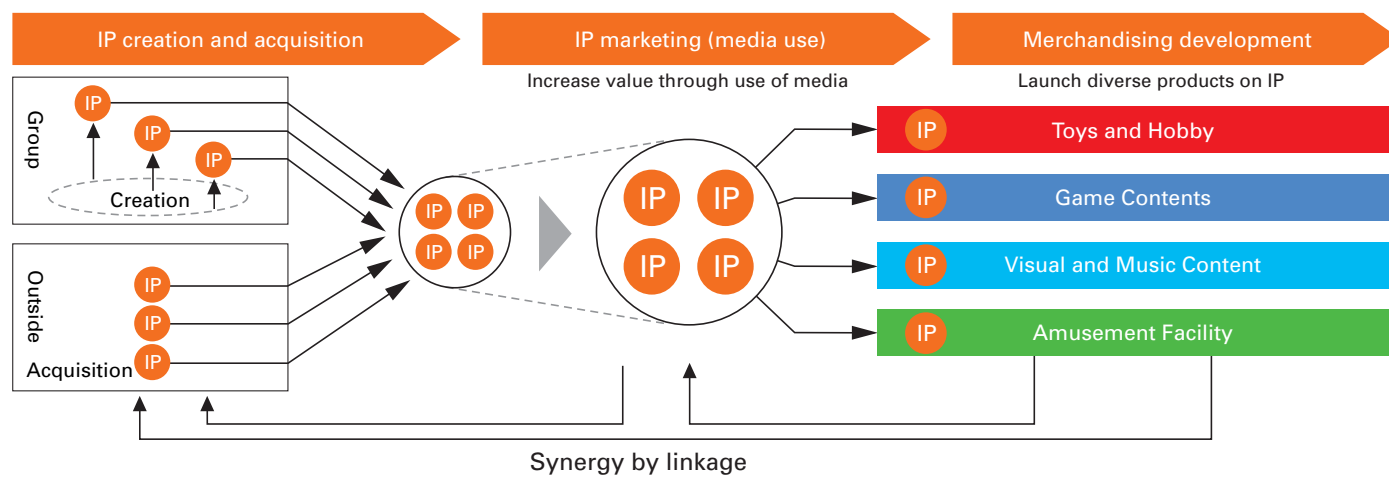 IP creation and acquisition
IP marketing (media use)
Merchandising development
Increase value through use of media
Launch diverse products on IP
Group
IP
IP
IP
Creation
Outside
IP
IP
IP
Acquisition
IP
IP
IP
IP
IP
IP
IP
IP
IP
Toys and Hobby
IP
Game Contents
IP
Visual and Music Content
IP
Amusement Facility
Synergy by linkage